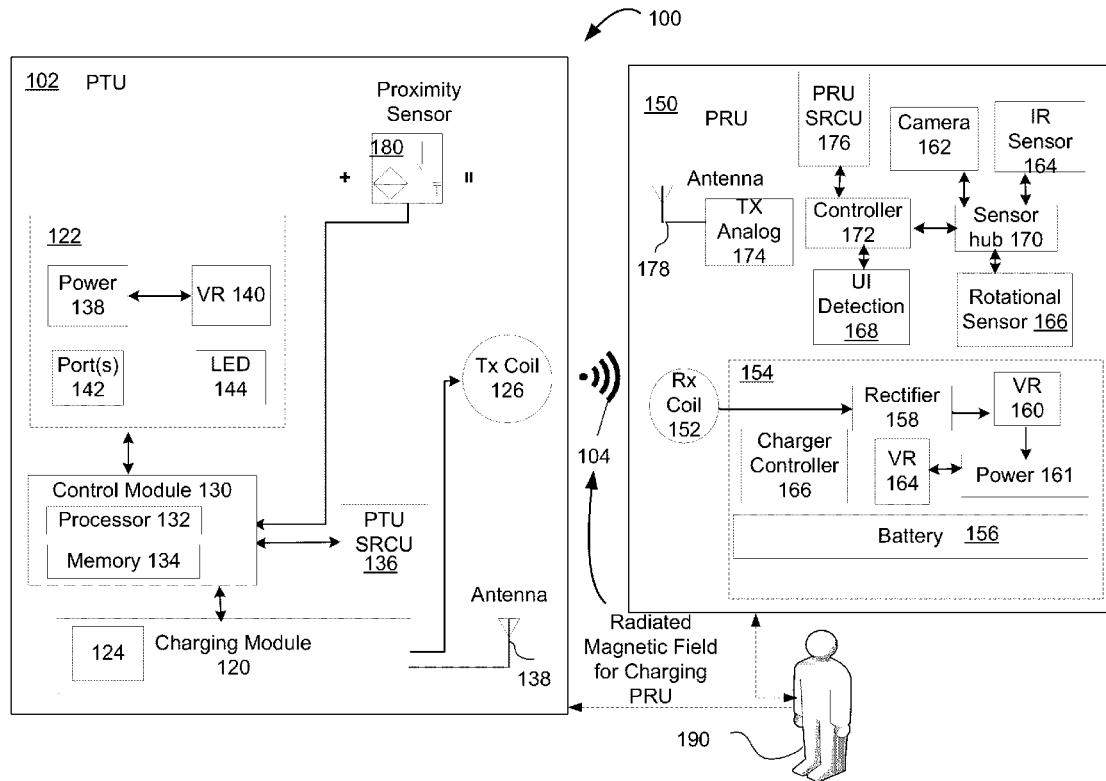 100
102 PTU
Proximity
Sensor
180
+
=
122
Power
138
VR 140
Port(s)
142
LED
144
Tx Coil
126
Control Module 130
Processor 132
Memory 134
PTU
SRCU
136
Antenna
138
124
Charging Module
120
104
Radiated
Magnetic Field
for Charging
PRU
190
150
PRU
PRU
SRCU
176
Camera
162
IR
Sensor
164
Antenna
178
TX
Analog
174
Controller
172
Sensor
hub 170
UI
Detection
168
Rotational
Sensor 166
154
Rx
Coil
152
Rectifier
158
VR
160
Charger
Controller
166
VR
164
Power 161
Battery 156